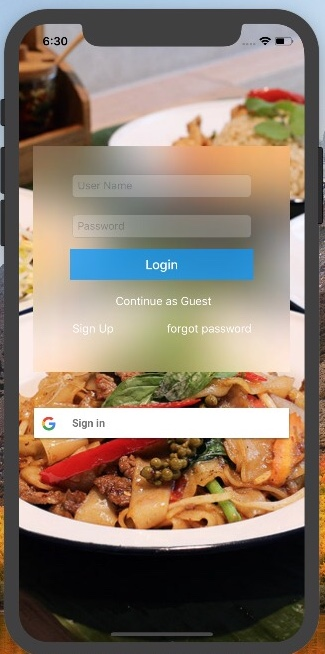 6:30
User Name
Password
Login
Continue as Guest
Sign Up forgot password
Sign in